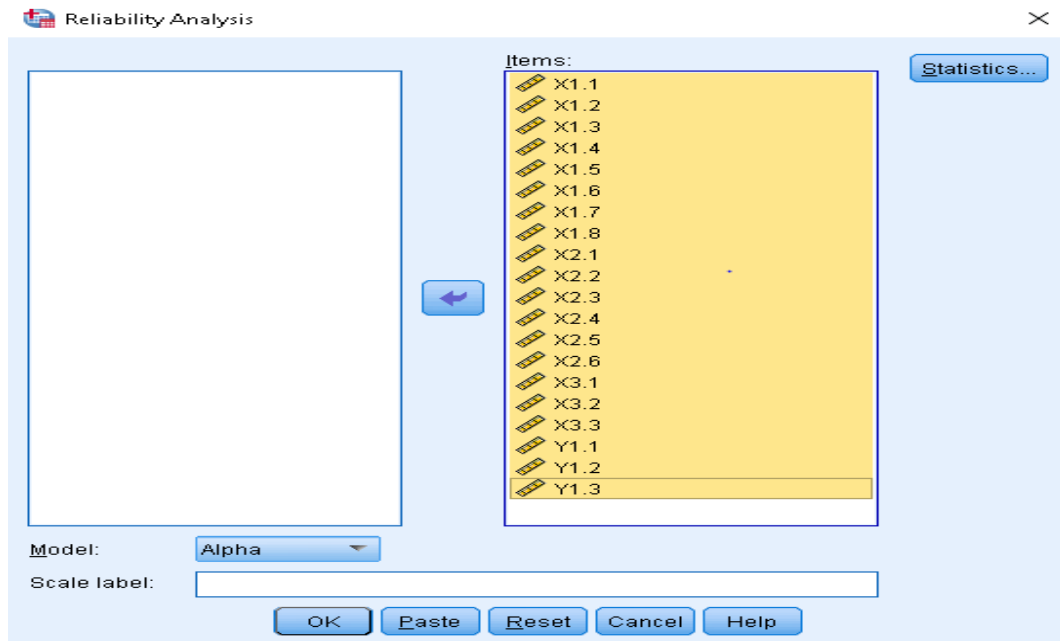 Reliability Analysis
Items:
Statistics...
X1.1
X1.2
X1.3
X1.4
X1.5
X1.6
X1.7
X1.8
X2.1
X2.2
X2.3
X2.4
X2.5
X2.6
X3.1
X3.2
X3.3
Y1.1
Y1.2
Y1.3
Model: Alpha
Scale label:
OK Paste Reset Cancel Help